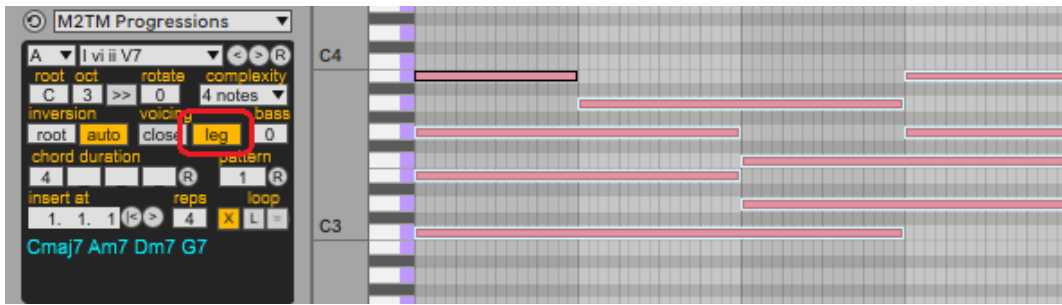 M2TM Progressions
A I vi ii V7 < > R
root oct rotate complexity
C 3 >> 0 4 notes
inversion voicing bass
root auto close leg 0
chord duration pattern
4 R 1 R
insert at reps loop
1. 1. 1 |< > 4 X L =
Cmaj7 Am7 Dm7 G7
C4
C3